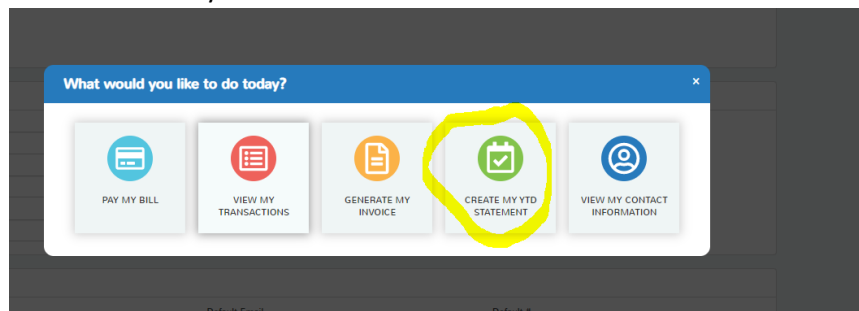 What would you like to do today?
×
PAY MY BILL
VIEW MY
TRANSACTIONS
GENERATE MY
INVOICE
CREATE MY YTD
STATEMENT
VIEW MY CONTACT
INFORMATION